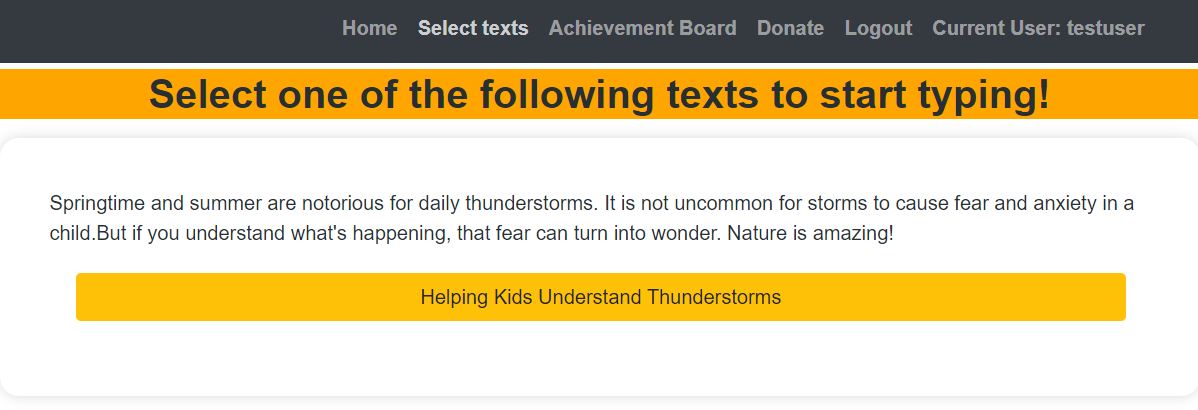 Home Select texts Achievement Board Donate Logout Current User: testuser
Select one of the following texts to start typing!
Springtime and summer are notorious for daily thunderstorms. It is not uncommon for storms to cause fear and anxiety in a
child.But if you understand what's happening, that fear can turn into wonder. Nature is amazing!
Helping Kids Understand Thunderstorms